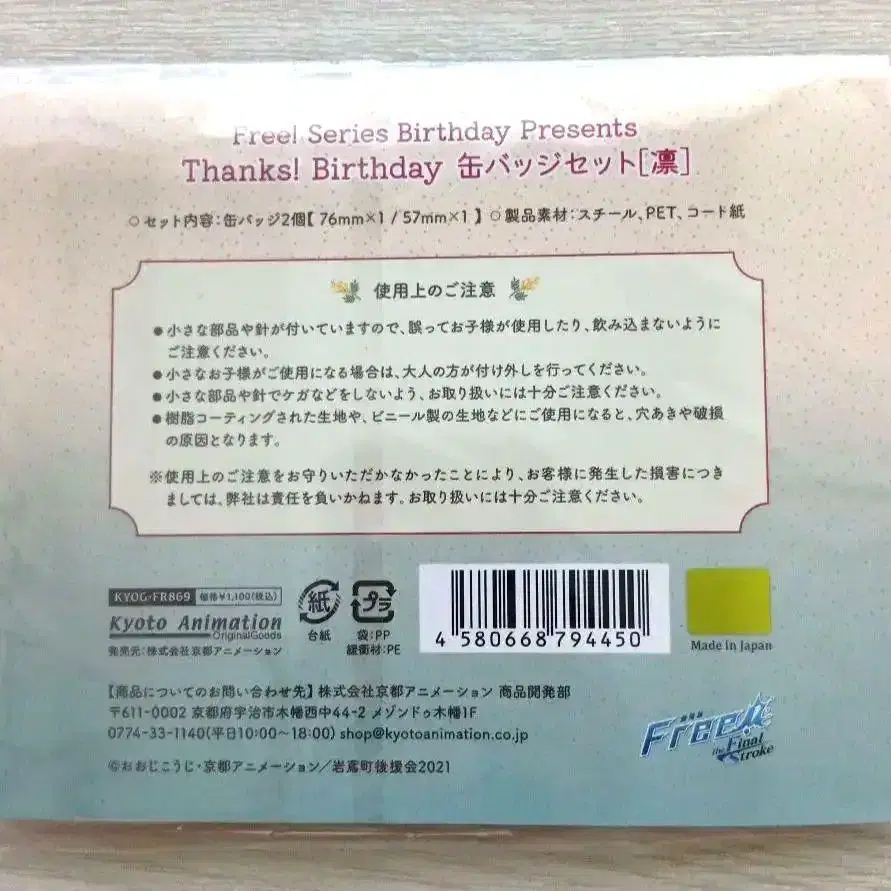 Free! Series Birthday Presents
Thanks! Birthday 缶バッジセット[凛]
○セット内容:缶バッジ2個【76mm×1 / 57mm×1】 ○製品素材:スチール、PET、コード紙
使用上のご注意
●小さな部品や針が付いていますので、誤ってお子様が使用したり、飲み込まないように
ご注意ください。
●小さなお子様がご使用になる場合は、大人の方が付け外しを行ってください。
●小さな部品や針でケガなどをしないよう、お取り扱いには十分ご注意ください。
●樹脂コーティングされた生地や、ビニール製の生地などにご使用になると、穴あきや破損
の原因となります。
※使用上のご注意をお守りいただかなかったことにより、お客様に発生した損害につき
ましては、弊社は責任を負いかねます。お取り扱いには十分ご注意ください。
KYOG-FR869 価格¥1,100(税込)
Kyoto Animation
OriginalGoods
発売元:株式会社京都アニメーション
紙
台紙
プラ
袋:PP
緩衝材:PE
4 580668 794450
Made in Japan
【商品についてのお問い合わせ先】株式会社京都アニメーション 商品開発部
〒611-0002 京都府宇治市木幡西中44-2 メゾンドゥ木幡1F
0774-33-1140(平日10:00~18:00) shop@kyotoanimation.co.jp
©おおじこうじ・京都アニメーション/岩鳶町後援会2021
劇場版
Free!
the Final
Stroke